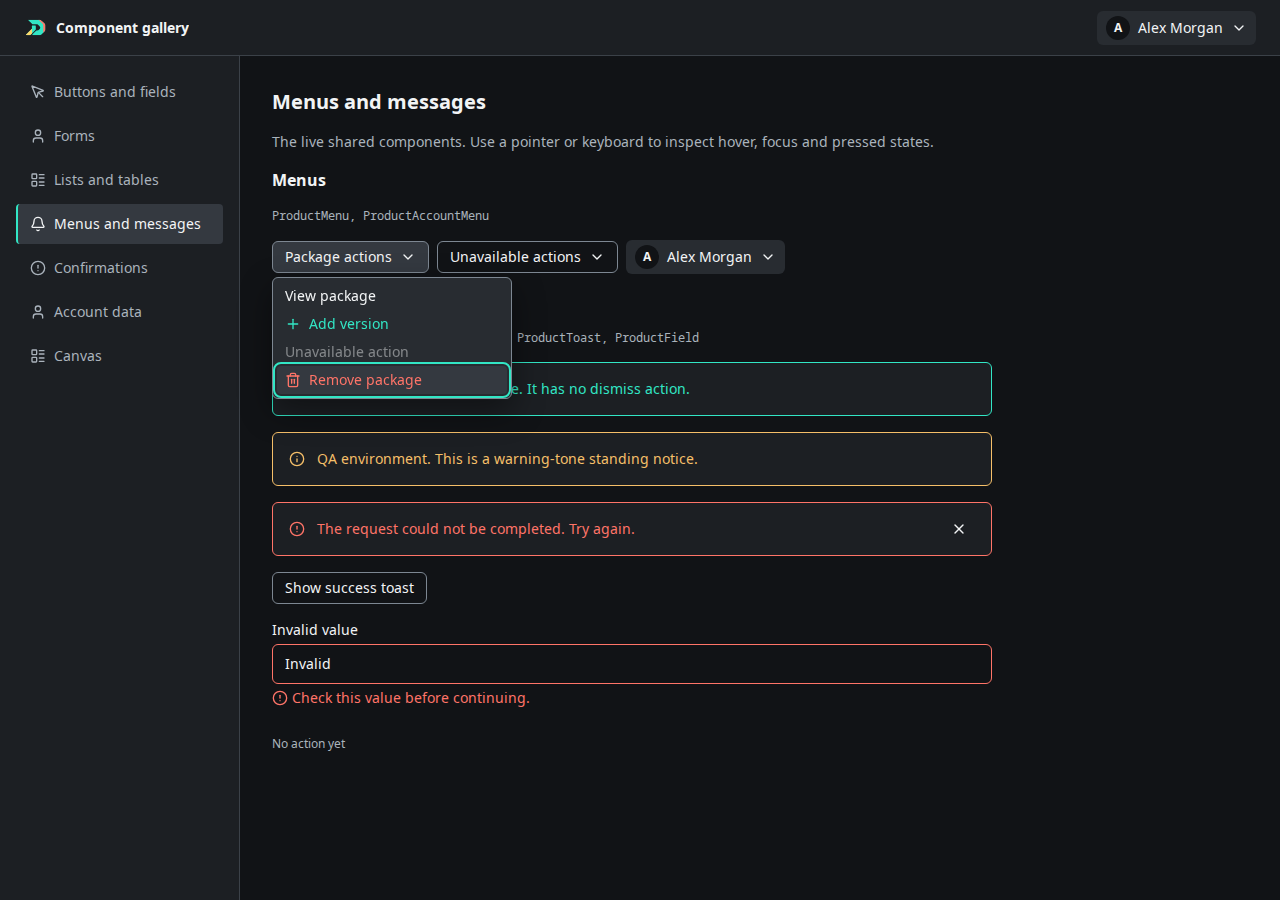 Component gallery
A Alex Morgan
Buttons and fields
Forms
Lists and tables
Menus and messages
Confirmations
Account data
Canvas
Menus and messages
The live shared components. Use a pointer or keyboard to inspect hover, focus and pressed states.
Menus
ProductMenu, ProductAccountMenu
Package actions
Unavailable actions
A Alex Morgan
View package
Add version
Unavailable action
Remove package
ProductToast, ProductField
e. It has no dismiss action.
QA environment. This is a warning-tone standing notice.
The request could not be completed. Try again.
Show success toast
Invalid value
Invalid
Check this value before continuing.
No action yet